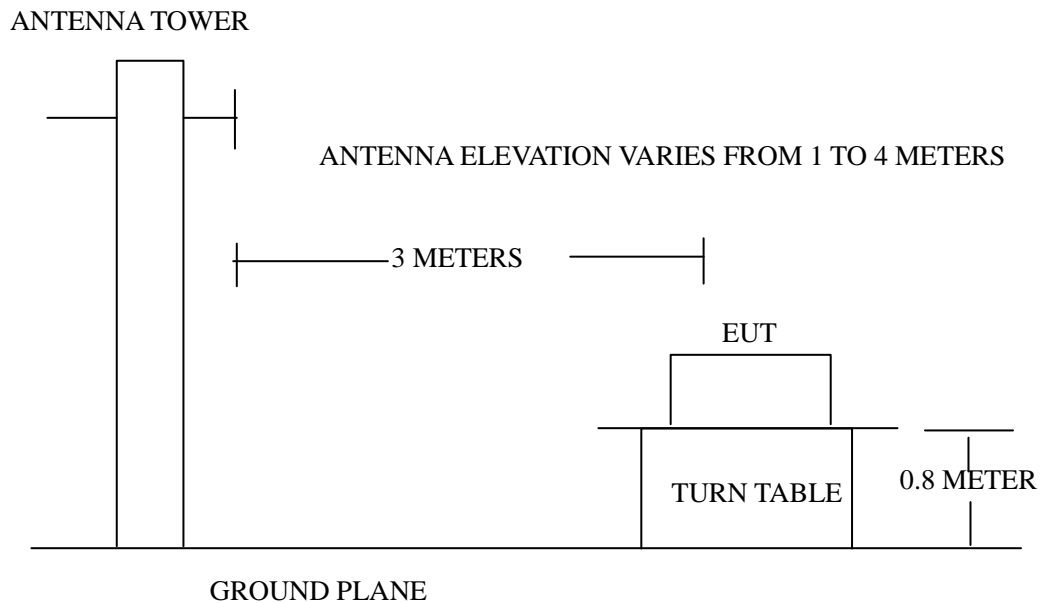 ANTENNA TOWER
ANTENNA ELEVATION VARIES FROM 1 TO 4 METERS
3 METERS
EUT
0.8 METER
TURN TABLE
GROUND PLANE